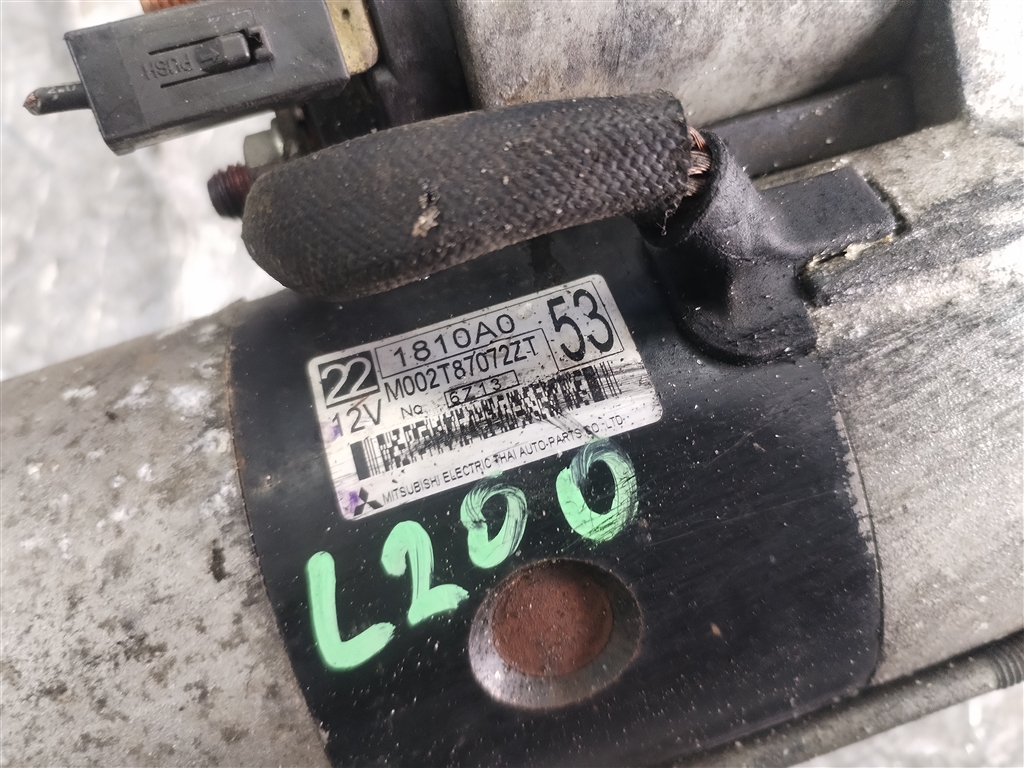 PUSH
22 1810A0 53
M002T87072ZT
12V No. 6Z13
MITSUBISHI ELECTRIC THAI AUTO-PARTS CO.,LTD.
L200